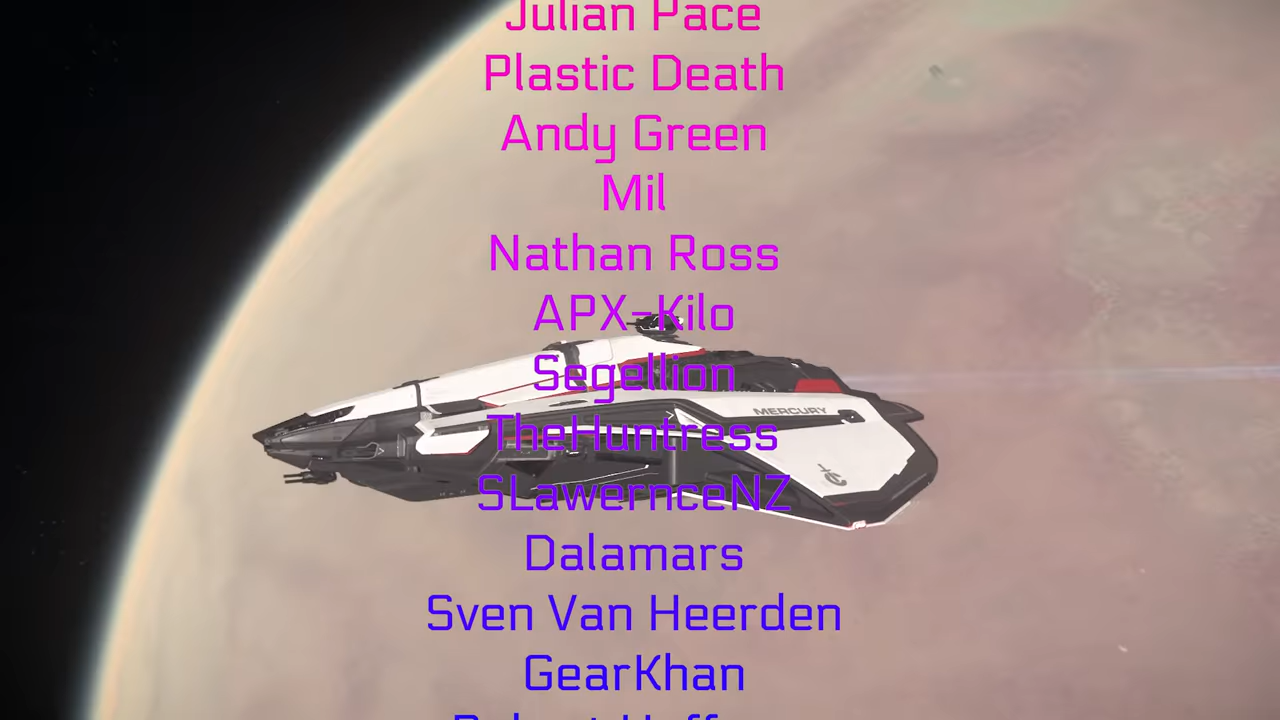 Julian Pace
Plastic Death
Andy Green
Mil
Nathan Ross
APX-Kilo
Segellion
MERCURY
TheHuntress
SLawernceNZ
Dalamars
Sven Van Heerden
GearKhan